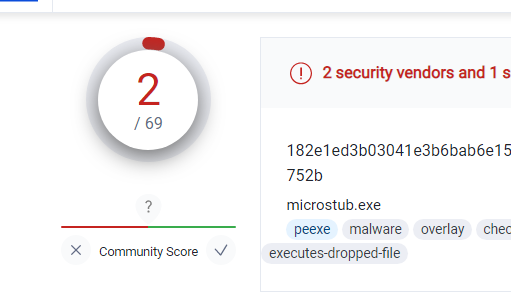 2
/ 69
?
Community Score
2 security vendors and 1 s
182e1ed3b03041e3b6bab6e15
752b
microstub.exe
peexe malware overlay chec
executes-dropped-file